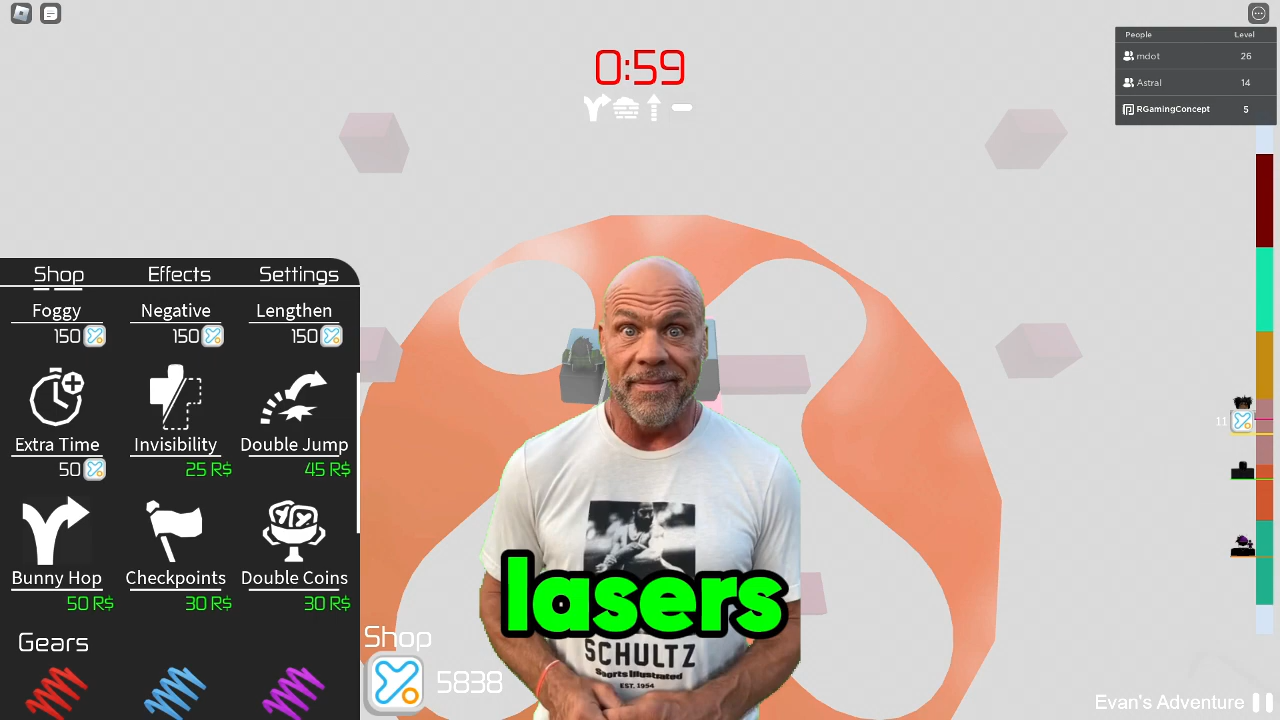 0:59
People Level
mdot 26
Astral 14
RGamingConcept 5
Shop Effects Settings
Foggy Negative Lengthen
150 150 150
Extra Time Invisibility Double Jump
50 25 R$ 45 R$
Bunny Hop Checkpoints Double Coins
50 R$ 30 R$ 30 R$
Gears
Shop
5838
11
lasers
SCHULTZ
Sports Illustrated
EST. 1954
Evan's Adventure